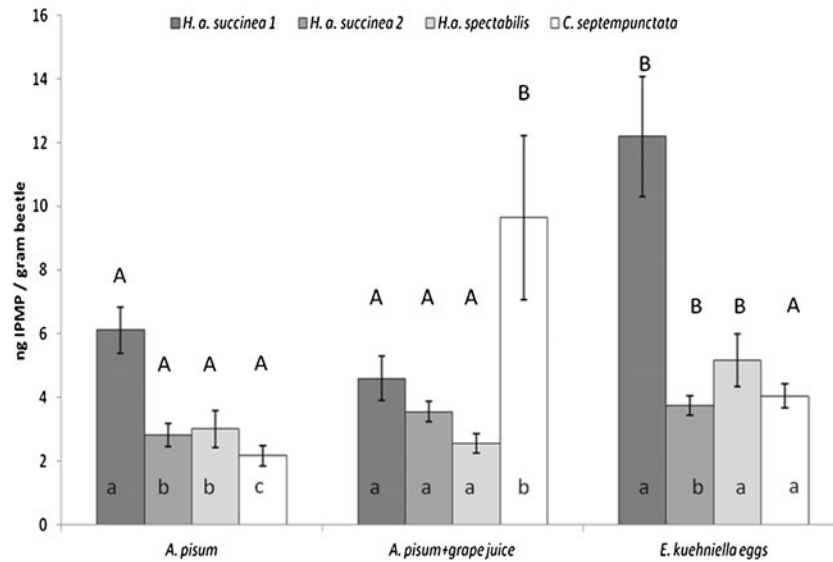 16
H. a. succinea 1 H. a. succinea 2 H.a. spectabilis C. septempunctata
14
12
10
8
6
4
2
0
ng IPMP / gram beetle
A A A A
A A A B
B B B A
a b b c
a a a b
a b a a
A. pisum A. pisum+grape juice E. kuehniella eggs